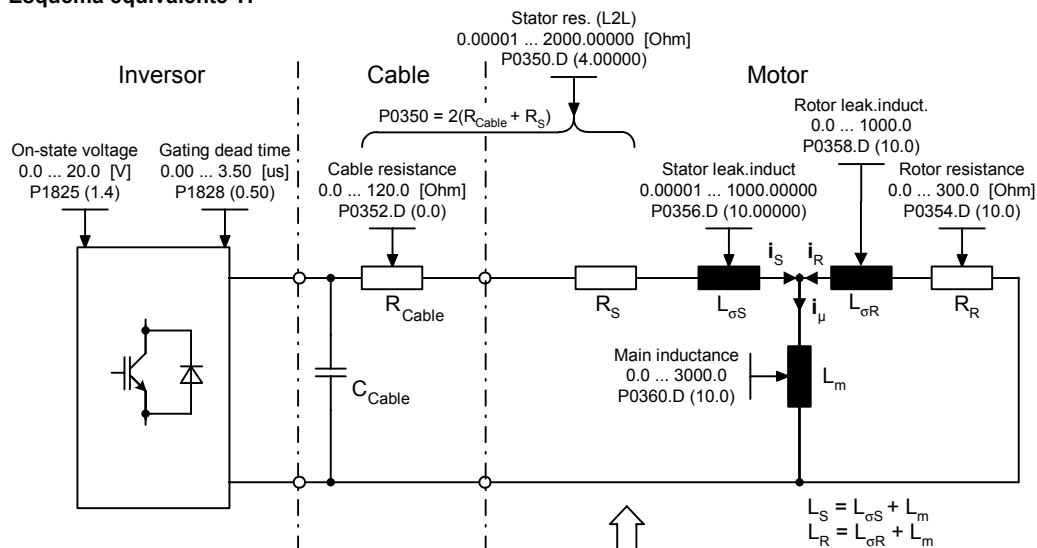 Esquema equivalente T:
Stator res. (L2L)
0.00001 ... 2000.00000 [Ohm]
P0350.D (4.00000)
Inversor
Cable
Motor
P0350 = 2(R_Cable + R_S)
Rotor leak.induct.
0.0 ... 1000.0
P0358.D (10.0)
On-state voltage
0.0 ... 20.0 [V]
P1825 (1.4)
Gating dead time
0.00 ... 3.50 [us]
P1828 (0.50)
Cable resistance
0.0 ... 120.0 [Ohm]
P0352.D (0.0)
Stator leak.induct
0.00001 ... 1000.00000
P0356.D (10.00000)
Rotor resistance
0.0 ... 300.0 [Ohm]
P0354.D (10.0)
i_S
i_R
R_Cable
R_S
L_σS
i_μ
L_σR
R_R
Main inductance
0.0 ... 3000.0
P0360.D (10.0)
L_m
C_Cable
L_S = L_σS + L_m
L_R = L_σR + L_m